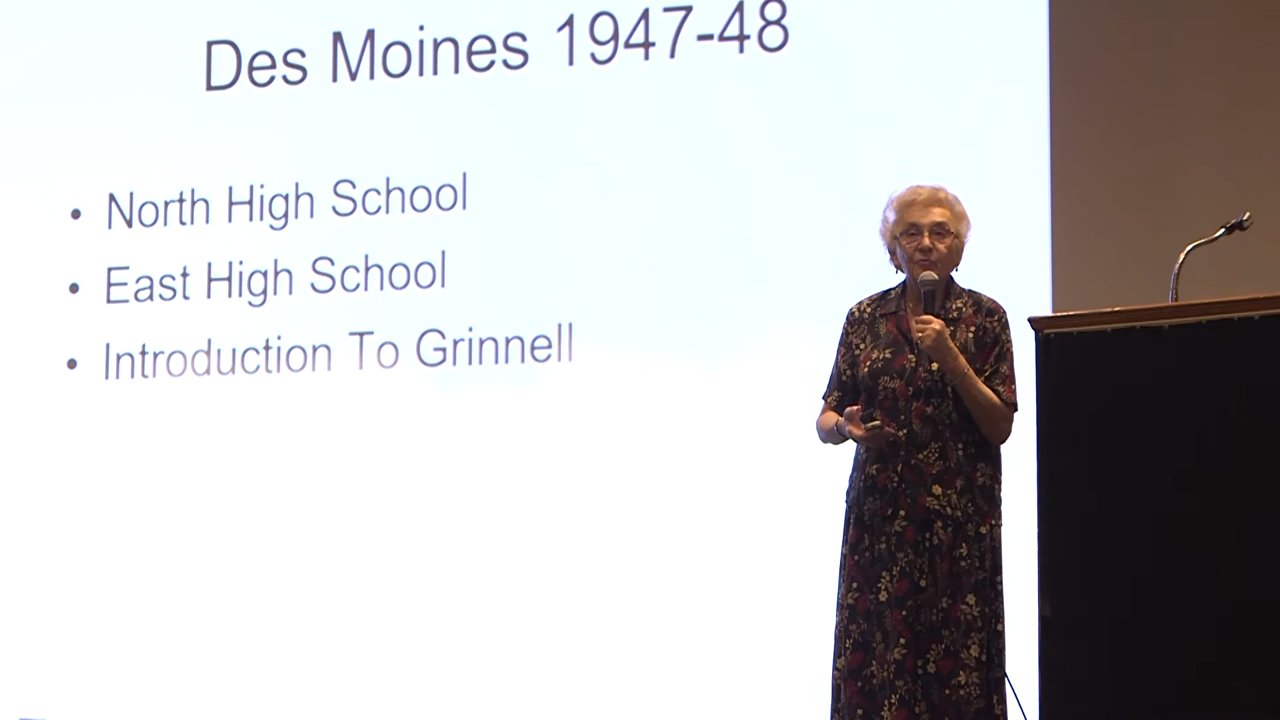 Des Moines 1947-48
• North High School
• East High School
• Introduction To Grinnell